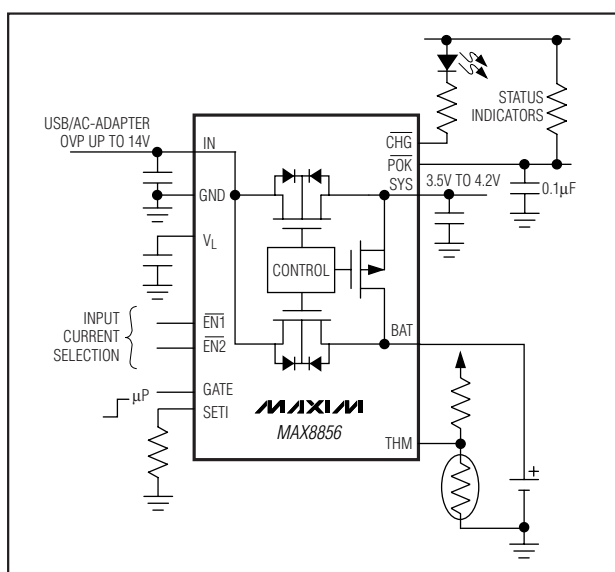 USB/AC-ADAPTER
OVP UP TO 14V
IN
GND
VL
INPUT
CURRENT
SELECTION
EN1
EN2
μP
GATE
SETI
CONTROL
MAXIM
MAX8856
CHG
POK
SYS
BAT
THM
STATUS
INDICATORS
3.5V TO 4.2V
0.1μF
+